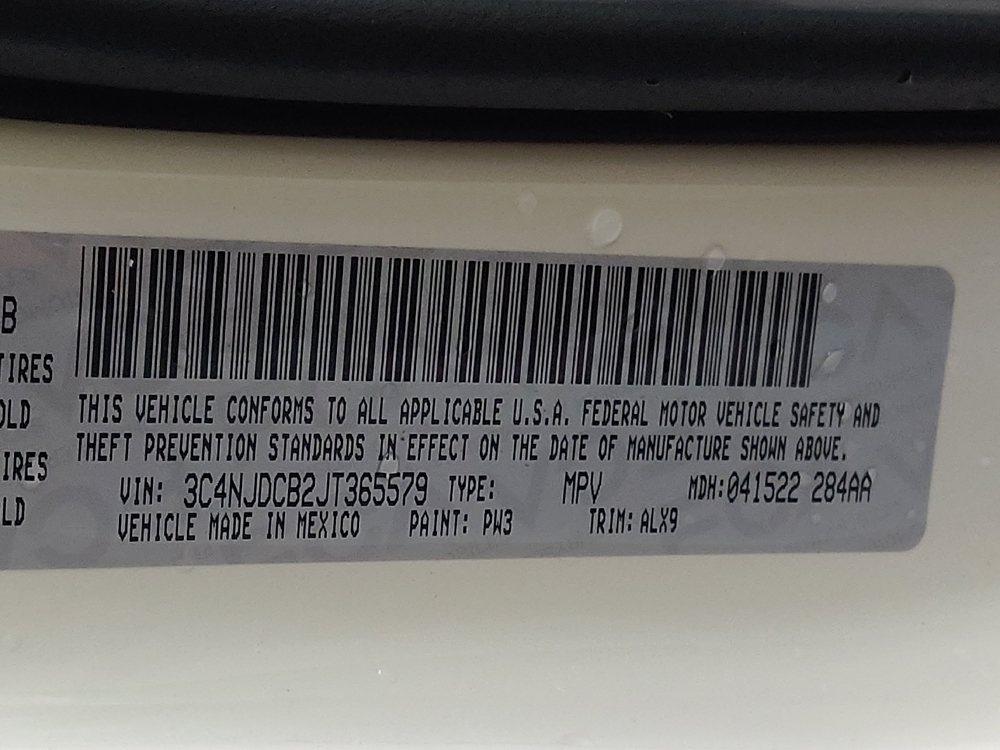 B
TIRES
OLD
THIS VEHICLE CONFORMS TO ALL APPLICABLE U.S.A. FEDERAL MOTOR VEHICLE SAFETY AND
IRES
THEFT PREVENTION STANDARDS IN EFFECT ON THE DATE OF MANUFACTURE SHOWN ABOVE.
LD
VIN: 3C4NJDCB2JT365579 TYPE: MPV MDH:041522 284AA
VEHICLE MADE IN MEXICO PAINT: PW3 TRIM: ALX9